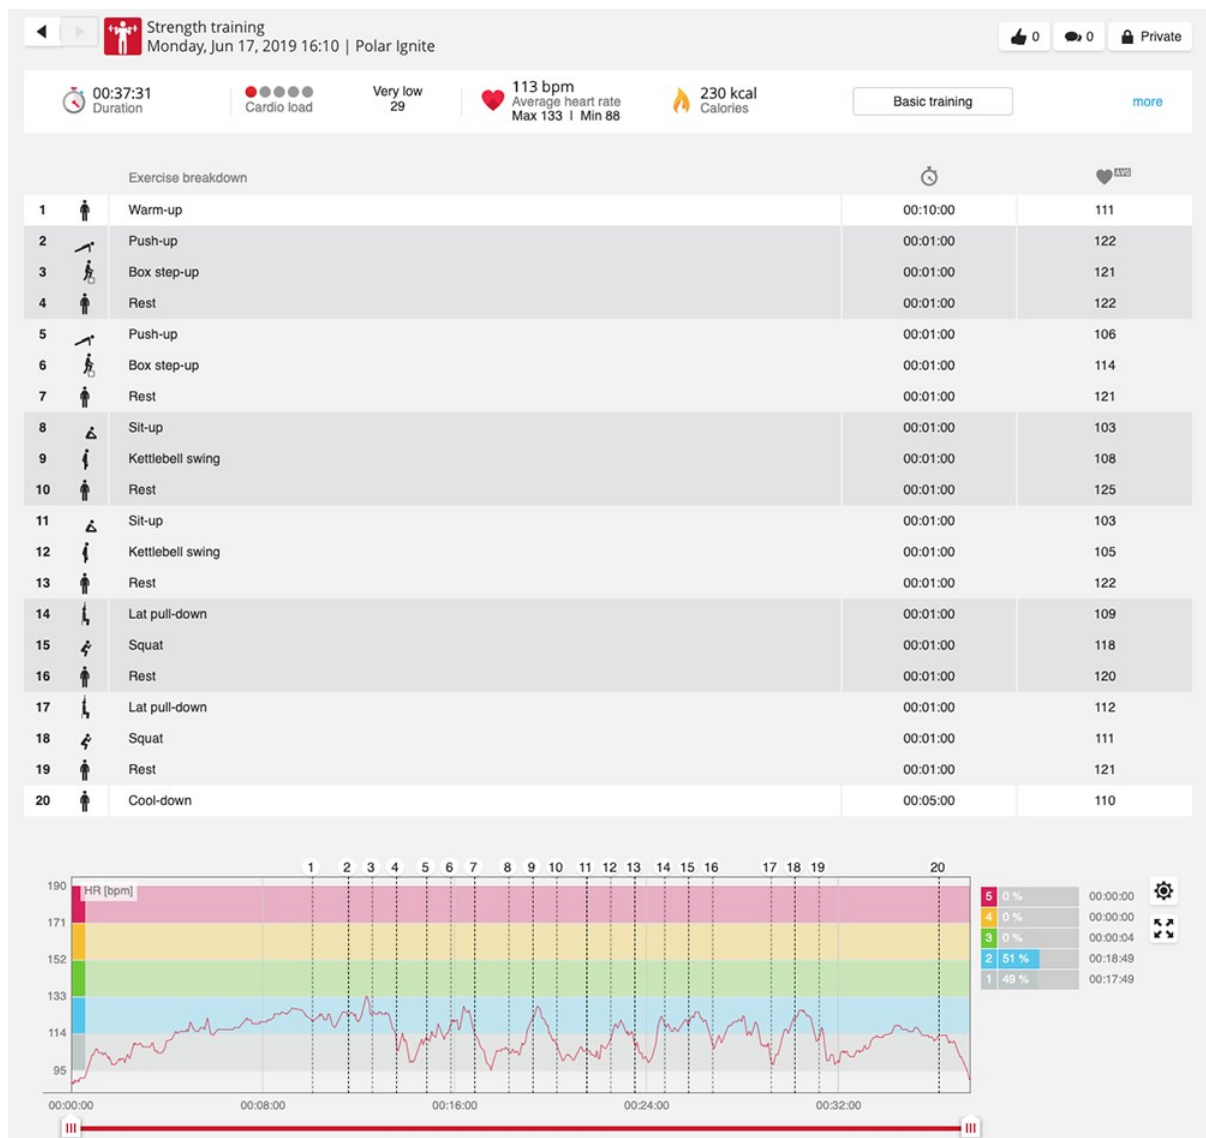 Strength training
Monday, Jun 17, 2019 16:10 | Polar Ignite
0
0
Private
00:37:31
Duration
Cardio load
Very low
29
113 bpm
Average heart rate
Max 133 | Min 88
230 kcal
Calories
Basic training
more
Exercise breakdown
AVG
1 Warm-up 00:10:00 111
2 Push-up 00:01:00 122
3 Box step-up 00:01:00 121
4 Rest 00:01:00 122
5 Push-up 00:01:00 106
6 Box step-up 00:01:00 114
7 Rest 00:01:00 121
8 Sit-up 00:01:00 103
9 Kettlebell swing 00:01:00 108
10 Rest 00:01:00 125
11 Sit-up 00:01:00 103
12 Kettlebell swing 00:01:00 105
13 Rest 00:01:00 122
14 Lat pull-down 00:01:00 109
15 Squat 00:01:00 118
16 Rest 00:01:00 120
17 Lat pull-down 00:01:00 112
18 Squat 00:01:00 111
19 Rest 00:01:00 121
20 Cool-down 00:05:00 110
1 2 3 4 5 6 7 8 9 10 11 12 13 14 15 16 17 18 19 20
HR [bpm]
190
171
152
133
114
95
00:00:00 00:08:00 00:16:00 00:24:00 00:32:00
5 0 % 00:00:00
4 0 % 00:00:00
3 0 % 00:00:04
2 51 % 00:18:49
1 49 % 00:17:49